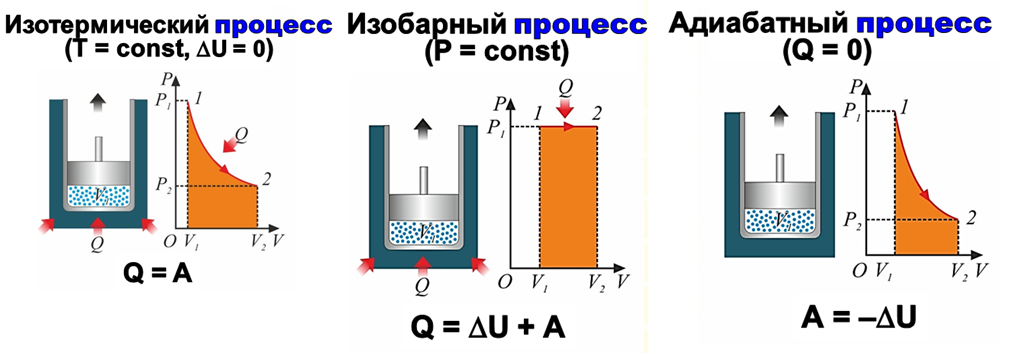 Изотермический процесс
(T = const, ΔU = 0)
P
P₁
1
Q
P₂
2
V₁
Q
O V₁ V₂ V
Q = A
Изобарный процесс
(P = const)
Q
P
1 2
P₁
V₁
Q
O V₁ V₂ V
Q = ΔU + A
Адиабатный процесс
(Q = 0)
P
P₁
1
P₂
2
V₁
O V₁ V₂ V
A = –ΔU